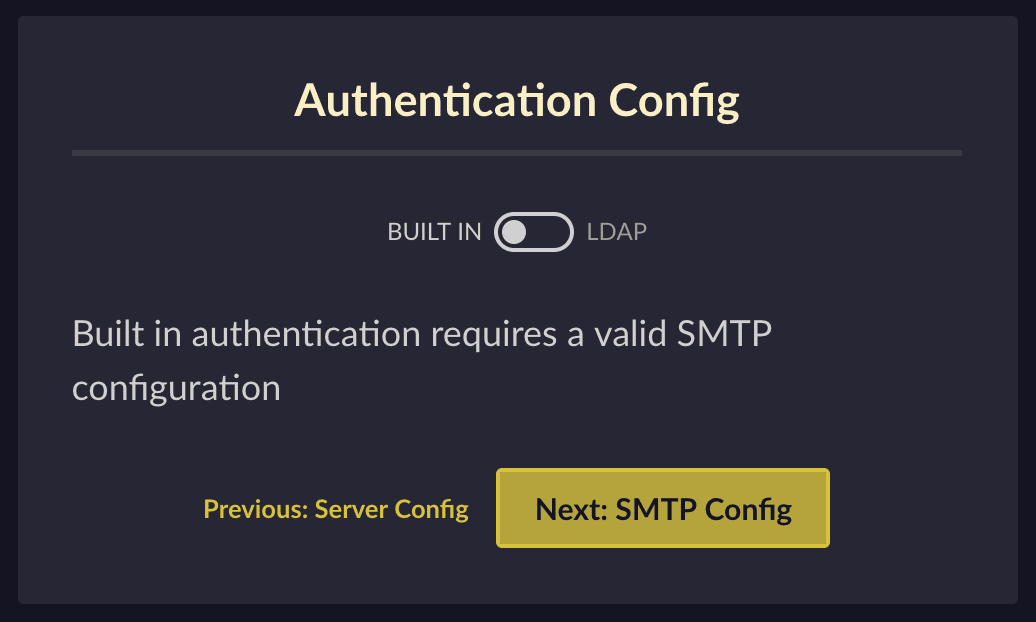 Authentication Config
BUILT IN LDAP
Built in authentication requires a valid SMTP
configuration
Previous: Server Config Next: SMTP Config